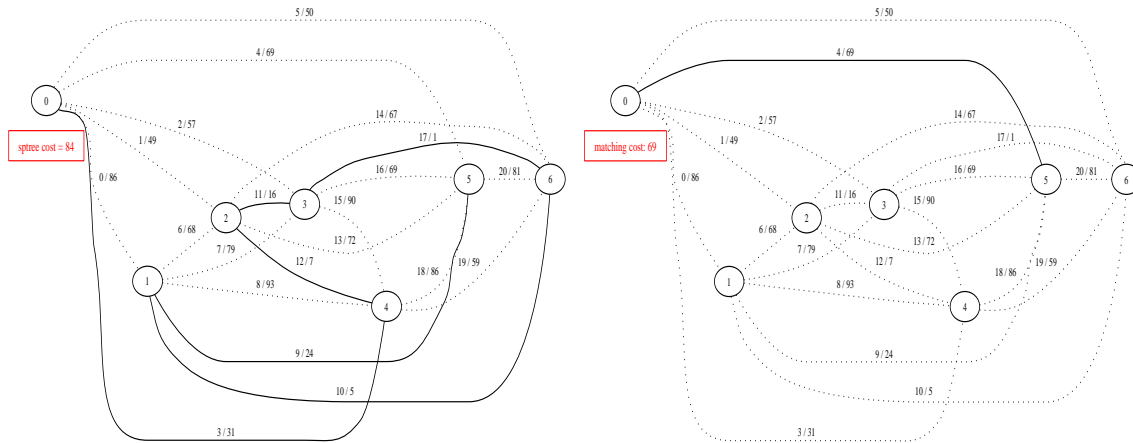 5 / 50
4 / 69
0
2 / 57
14 / 67
1 / 49
17 / 1
sptree cost = 84
16 / 69
20 / 81
0 / 86
5
6
11 / 16
15 / 90
3
2
6 / 68
7 / 79
13 / 72
12 / 7
18 / 86
19 / 59
1
8 / 93
4
9 / 24
10 / 5
3 / 31
5 / 50
4 / 69
0
2 / 57
14 / 67
1 / 49
17 / 1
matching cost: 69
16 / 69
20 / 81
0 / 86
5
6
11 / 16
15 / 90
3
2
6 / 68
7 / 79
13 / 72
12 / 7
18 / 86
19 / 59
1
8 / 93
4
9 / 24
10 / 5
3 / 31